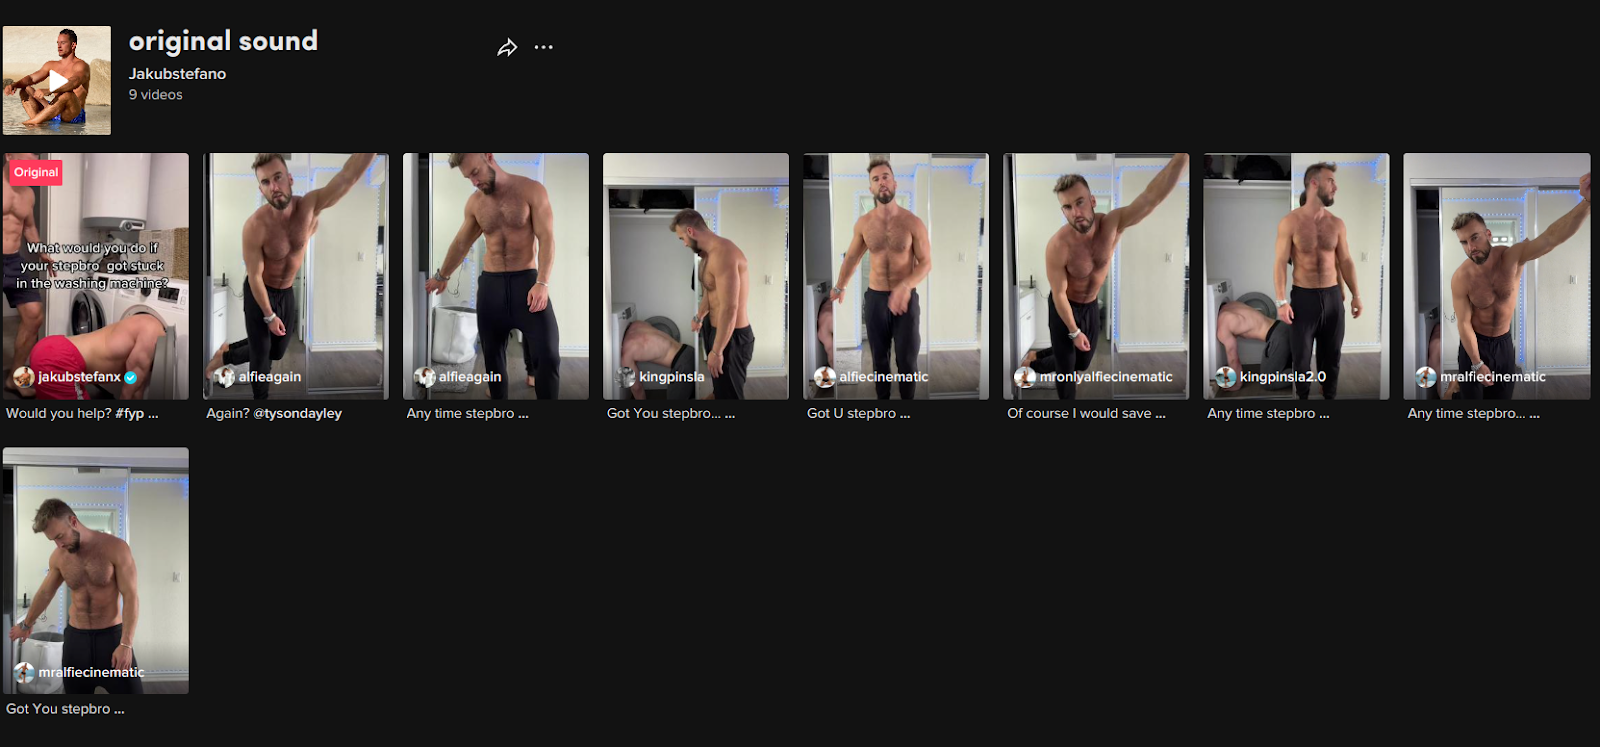 original sound
Jakubstefano
9 videos
Original
What would you do if
your stepbro got stuck
in the washing machine?
jakubstefanx
alfieagain
alfieagain
kingpinsla
alfiecinematic
mronlyalfiecinematic
kingpinsla2.0
mralfiecinematic
Would you help? #fyp ...
Again? @tysondayley
Any time stepbro ...
Got You stepbro... ...
Got U stepbro ...
Of course I would save ...
Any time stepbro ...
Any time stepbro... ...
mralfiecinematic
Got You stepbro ...